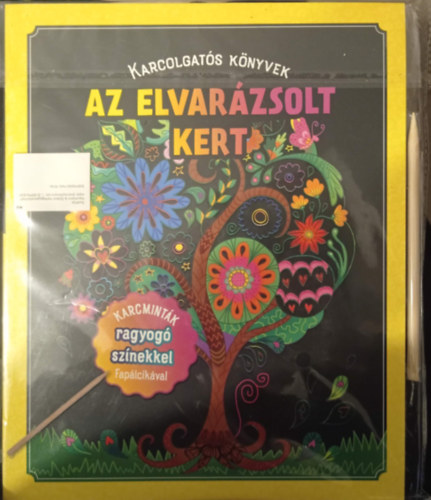 KARCOLGATÓS KÖNYVEK
AZ ELVARÁZSOLT
KERT
KARCMINTÁK
ragyogó
színekkel
fapálcikával